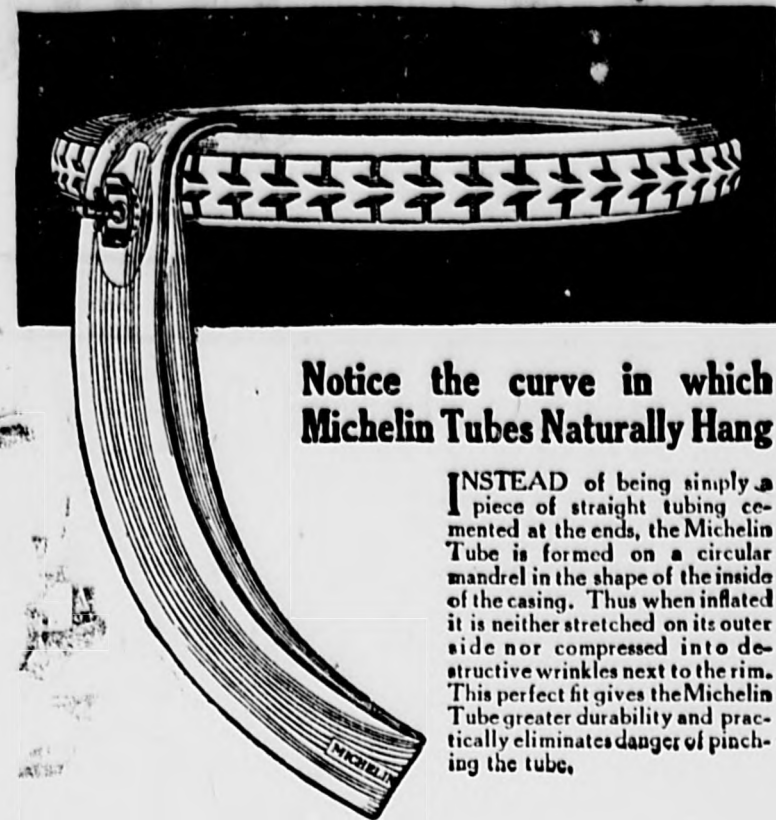 Notice the curve in which
Michelin Tubes Naturally Hang
INSTEAD of being simply a
piece of straight tubing ce-
mented at the ends, the Michelin
Tube is formed on a circular
mandrel in the shape of the inside
of the casing. Thus when inflated
it is neither stretched on its outer
side nor compressed into de-
structive wrinkles next to the rim.
This perfect fit gives the Michelin
Tube greater durability and prac-
tically eliminates danger of pinch-
ing the tube.
MICHELIN